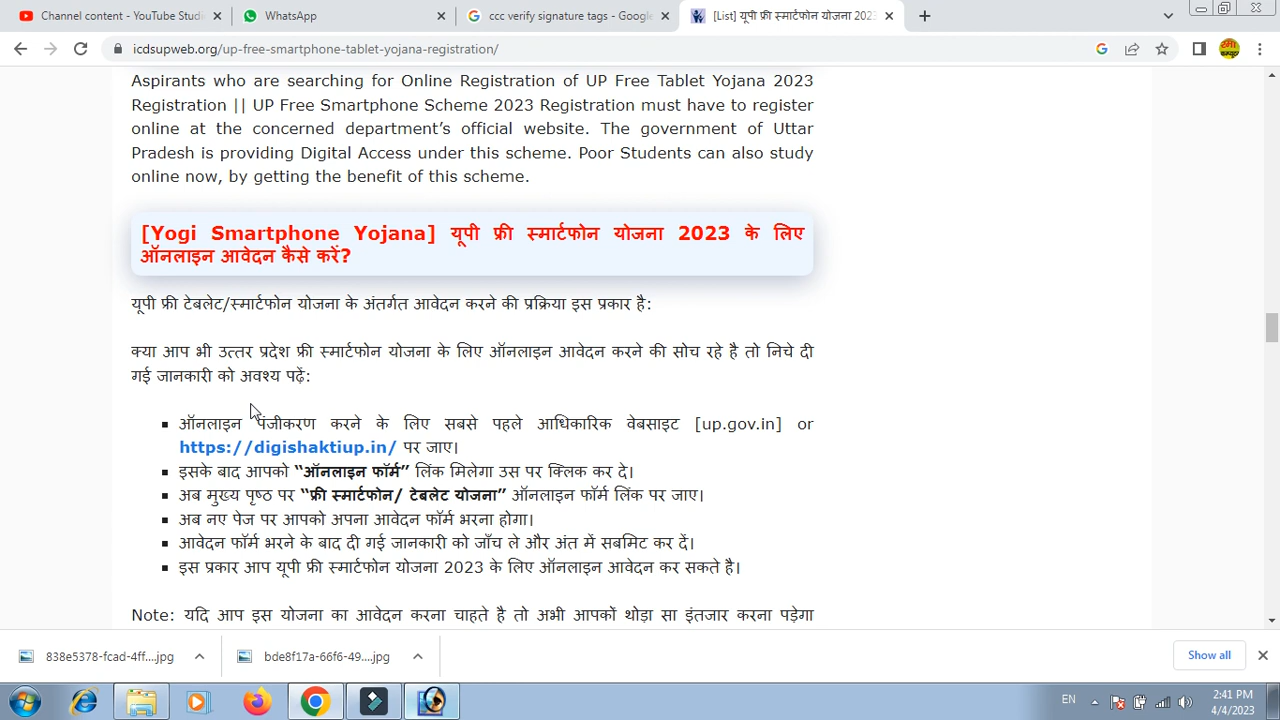 Channel content - YouTube Stud
WhatsApp
ccc verify signature tags - Google
[List] यूपी फ्री स्मार्टफोन योजना 2023
icdsupweb.org/up-free-smartphone-tablet-yojana-registration/
Aspirants who are searching for Online Registration of UP Free Tablet Yojana 2023
Registration || UP Free Smartphone Scheme 2023 Registration must have to register
online at the concerned department’s official website. The government of Uttar
Pradesh is providing Digital Access under this scheme. Poor Students can also study
online now, by getting the benefit of this scheme.
[Yogi Smartphone Yojana] यूपी फ्री स्मार्टफोन योजना 2023 के लिए
ऑनलाइन आवेदन कैसे करें?
यूपी फ्री टेबलेट/स्मार्टफोन योजना के अंतर्गत आवेदन करने की प्रक्रिया इस प्रकार है:
क्या आप भी उत्तर प्रदेश फ्री स्मार्टफोन योजना के लिए ऑनलाइन आवेदन करने की सोच रहे है तो निचे दी
गई जानकारी को अवश्य पढ़ें:
▪ ऑनलाइन पंजीकरण करने के लिए सबसे पहले आधिकारिक वेबसाइट [up.gov.in] or
https://digishaktiup.in/ पर जाए।
▪ इसके बाद आपको “ऑनलाइन फॉर्म” लिंक मिलेगा उस पर क्लिक कर दे।
▪ अब मुख्य पृष्ठ पर “फ्री स्मार्टफोन/ टेबलेट योजना” ऑनलाइन फॉर्म लिंक पर जाए।
▪ अब नए पेज पर आपको अपना आवेदन फॉर्म भरना होगा।
▪ आवेदन फॉर्म भरने के बाद दी गई जानकारी को जाँच ले और अंत में सबमिट कर दें।
▪ इस प्रकार आप यूपी फ्री स्मार्टफोन योजना 2023 के लिए ऑनलाइन आवेदन कर सकते है।
Note: यदि आप इस योजना का आवेदन करना चाहते है तो अभी आपकों थोड़ा सा इंतजार करना पड़ेगा
838e5378-fcad-4ff....jpg
bde8f17a-66f6-49....jpg
Show all
EN
2:41 PM
4/4/2023